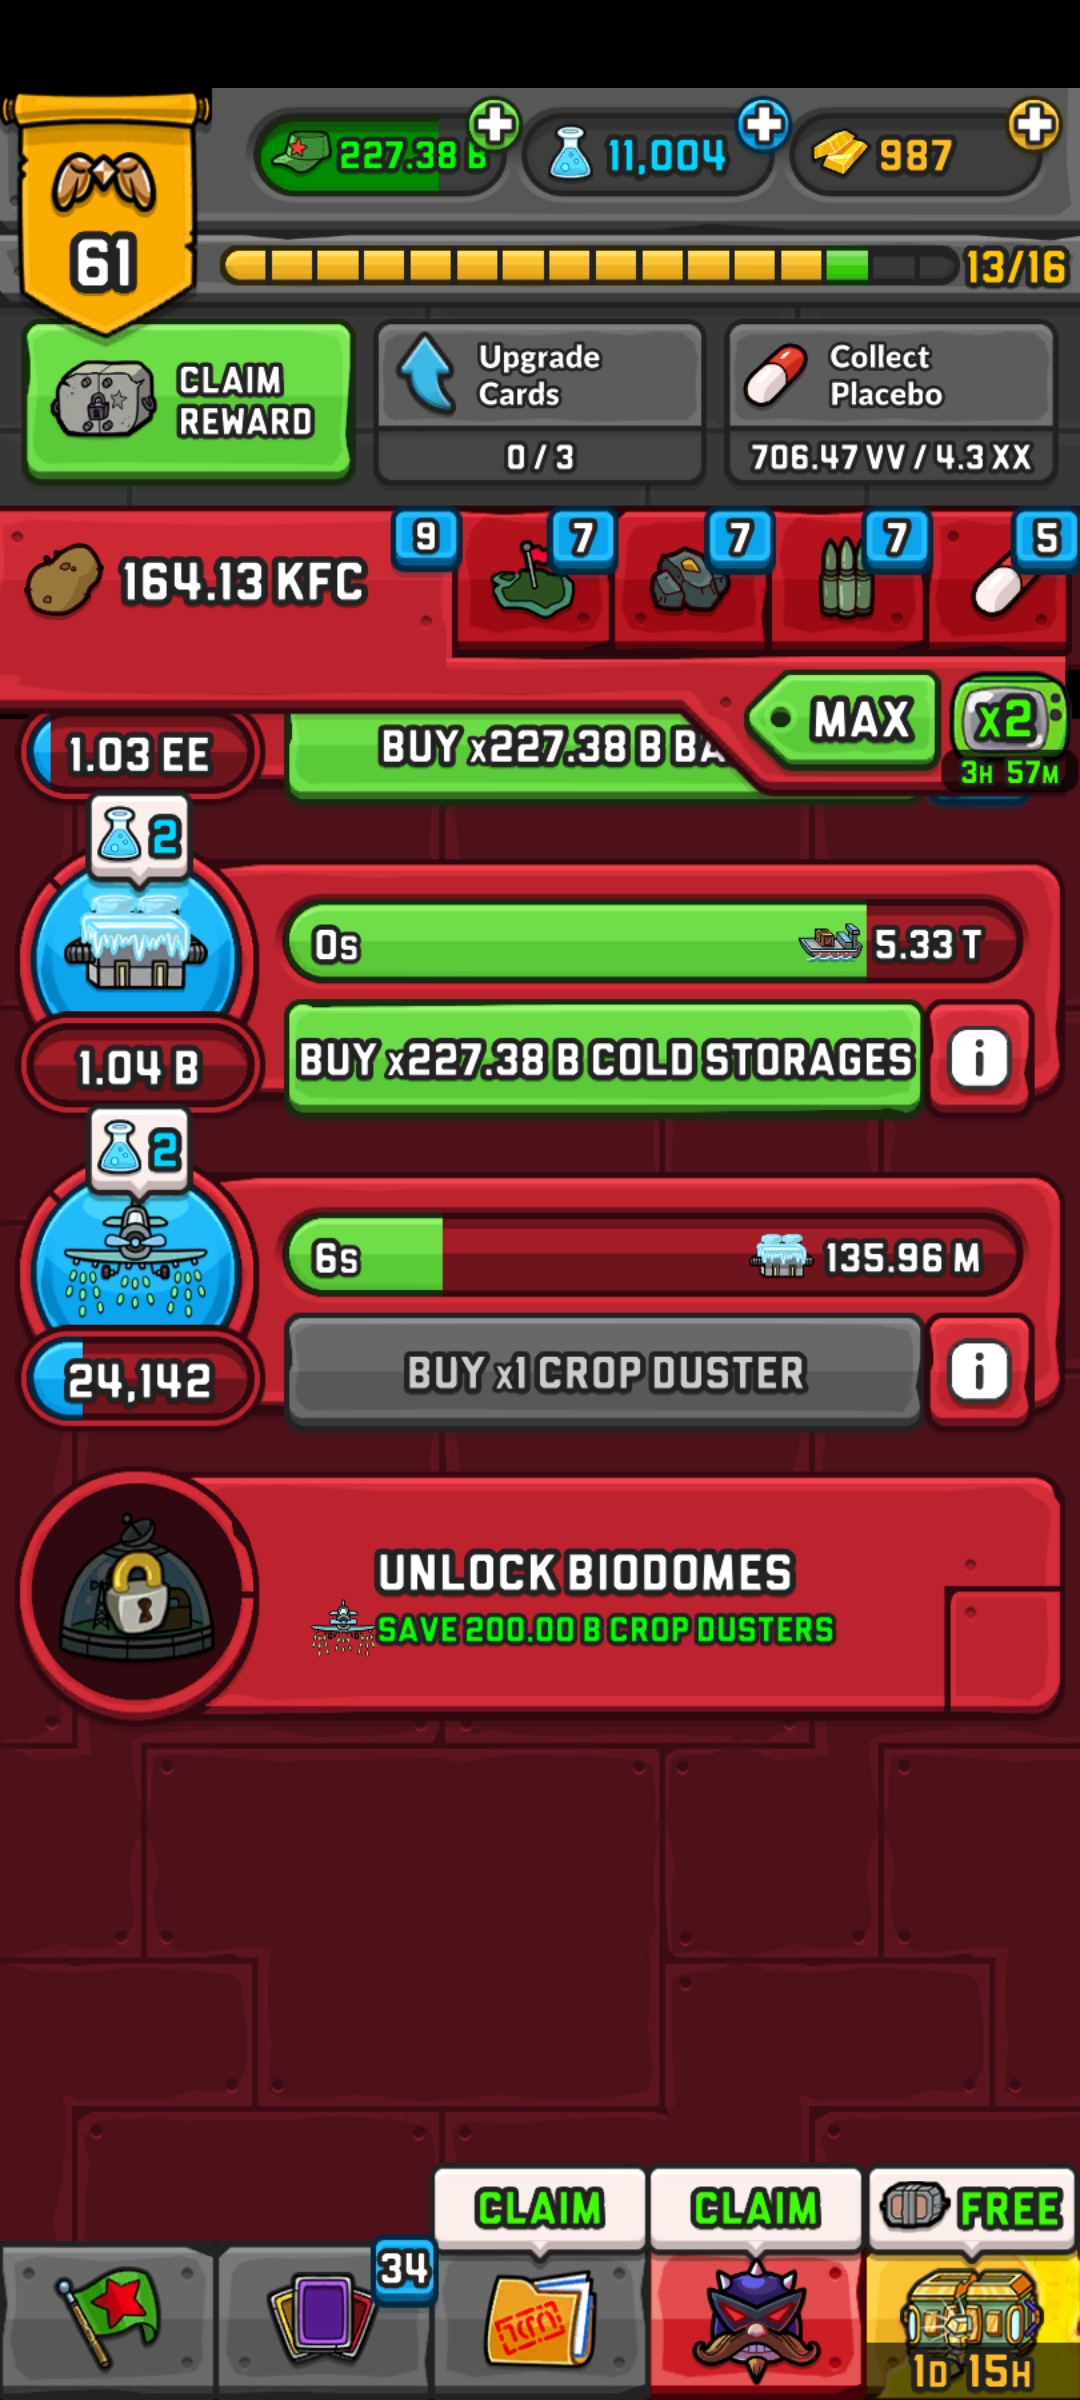 227.38 B
11,004
987
61
13/16
CLAIM
REWARD
Upgrade
Cards
0 / 3
Collect
Placebo
706.47 VV / 4.3 XX
164.13 KFC
9
7
7
7
5
MAX
x2
3H 57M
1.03 EE
BUY x227.38 B BA
2
0s
5.33 T
1.04 B
BUY x227.38 B COLD STORAGES
i
2
6s
135.96 M
24,142
BUY x1 CROP DUSTER
i
UNLOCK BIODOMES
SAVE 200.00 B CROP DUSTERS
CLAIM
CLAIM
FREE
34
1D 15H